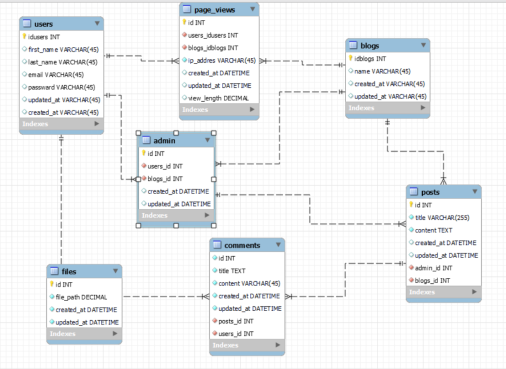 users
idusers INT
first_name VARCHAR(45)
last_name VARCHAR(45)
email VARCHAR(45)
password VARCHAR(45)
updated_at VARCHAR(45)
created_at VARCHAR(45)
Indexes
page_views
id INT
users_idusers INT
blogs_idblogs INT
ip_addres VARCHAR(45)
created_at DATETIME
updated_at DATETIME
view_length DECIMAL
Indexes
blogs
idblogs INT
name VARCHAR(45)
created_at VARCHAR(45)
updated_at VARCHAR(45)
Indexes
admin
id INT
users_id INT
blogs_id INT
created_at DATETIME
updated_at DATETIME
Indexes
posts
id INT
title VARCHAR(255)
content TEXT
created_at DATETIME
updated_at DATETIME
admin_id INT
blogs_id INT
Indexes
files
id INT
file_path DECIMAL
created_at DATETIME
updated_at DATETIME
Indexes
comments
id INT
title TEXT
content VARCHAR(45)
created_at DATETIME
updated_at DATETIME
posts_id INT
users_id INT
Indexes